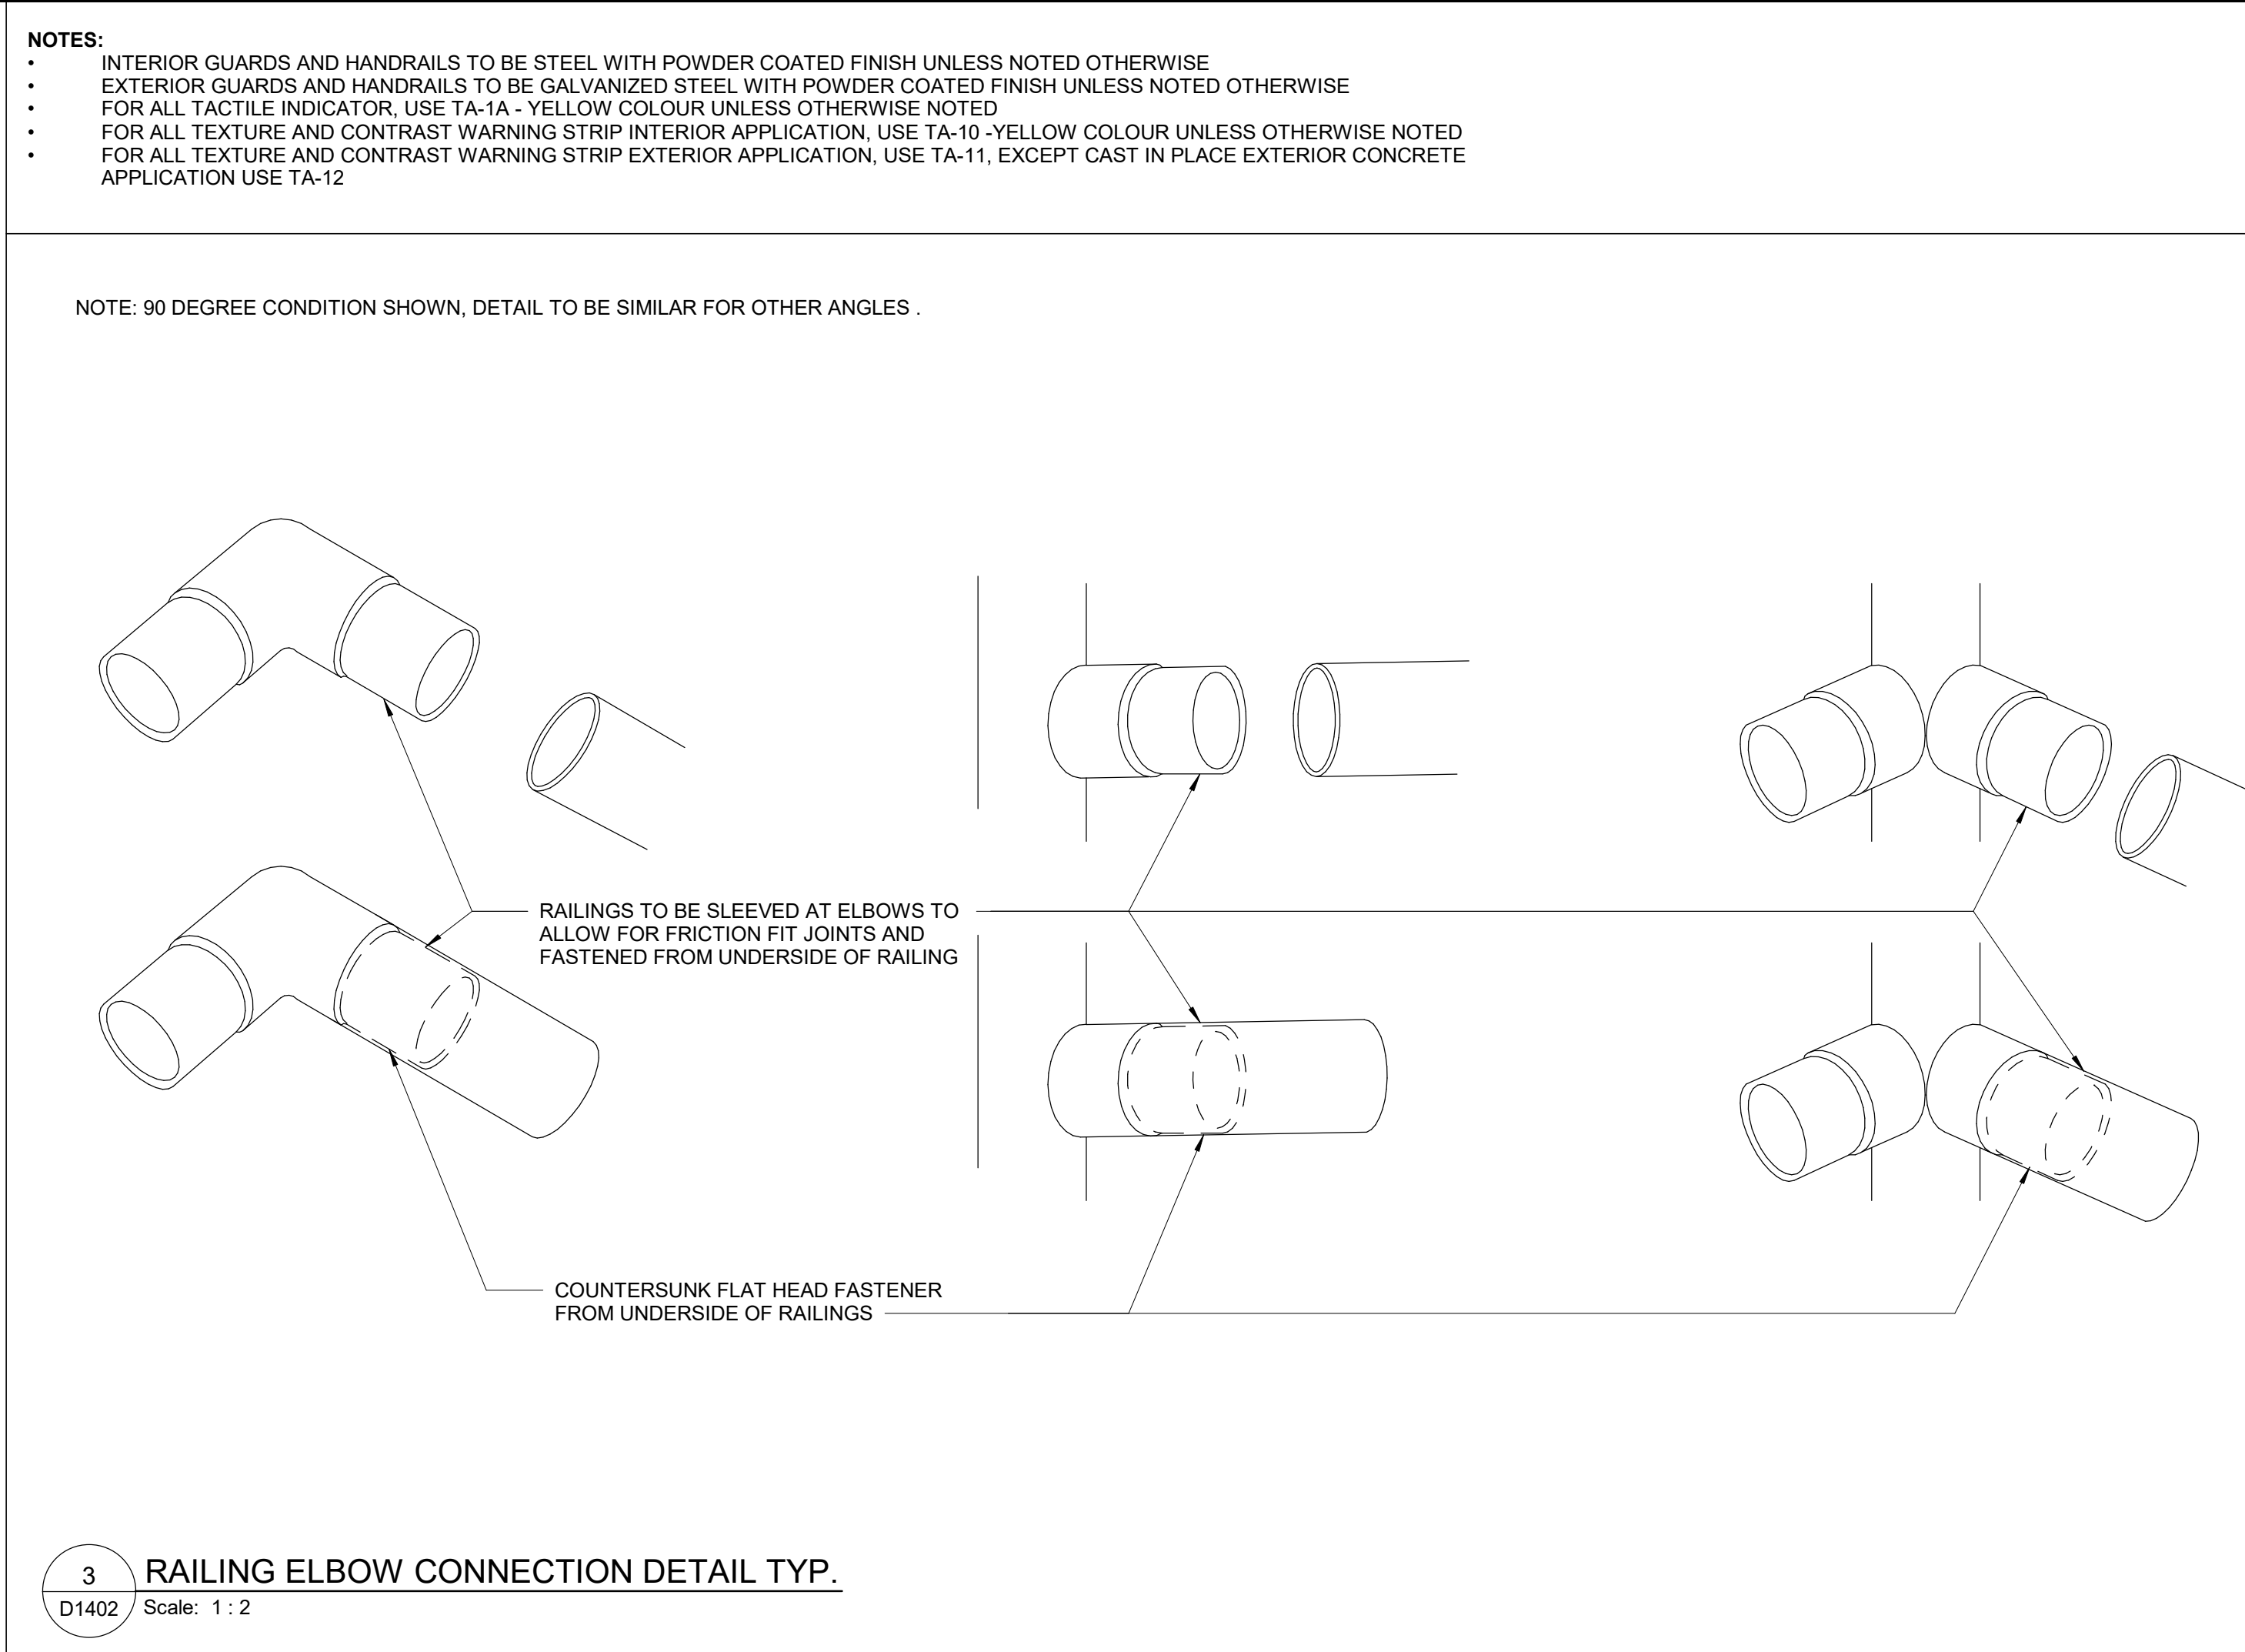 NOTES:
• INTERIOR GUARDS AND HANDRAILS TO BE STEEL WITH POWDER COATED FINISH UNLESS NOTED OTHERWISE
• EXTERIOR GUARDS AND HANDRAILS TO BE GALVANIZED STEEL WITH POWDER COATED FINISH UNLESS NOTED OTHERWISE
• FOR ALL TACTILE INDICATOR, USE TA-1A - YELLOW COLOUR UNLESS OTHERWISE NOTED
• FOR ALL TEXTURE AND CONTRAST WARNING STRIP INTERIOR APPLICATION, USE TA-10 -YELLOW COLOUR UNLESS OTHERWISE NOTED
• FOR ALL TEXTURE AND CONTRAST WARNING STRIP EXTERIOR APPLICATION, USE TA-11, EXCEPT CAST IN PLACE EXTERIOR CONCRETE
APPLICATION USE TA-12
NOTE: 90 DEGREE CONDITION SHOWN, DETAIL TO BE SIMILAR FOR OTHER ANGLES .
RAILINGS TO BE SLEEVED AT ELBOWS TO
ALLOW FOR FRICTION FIT JOINTS AND
FASTENED FROM UNDERSIDE OF RAILING
COUNTERSUNK FLAT HEAD FASTENER
FROM UNDERSIDE OF RAILINGS
3
D1402
RAILING ELBOW CONNECTION DETAIL TYP.
Scale: 1 : 2